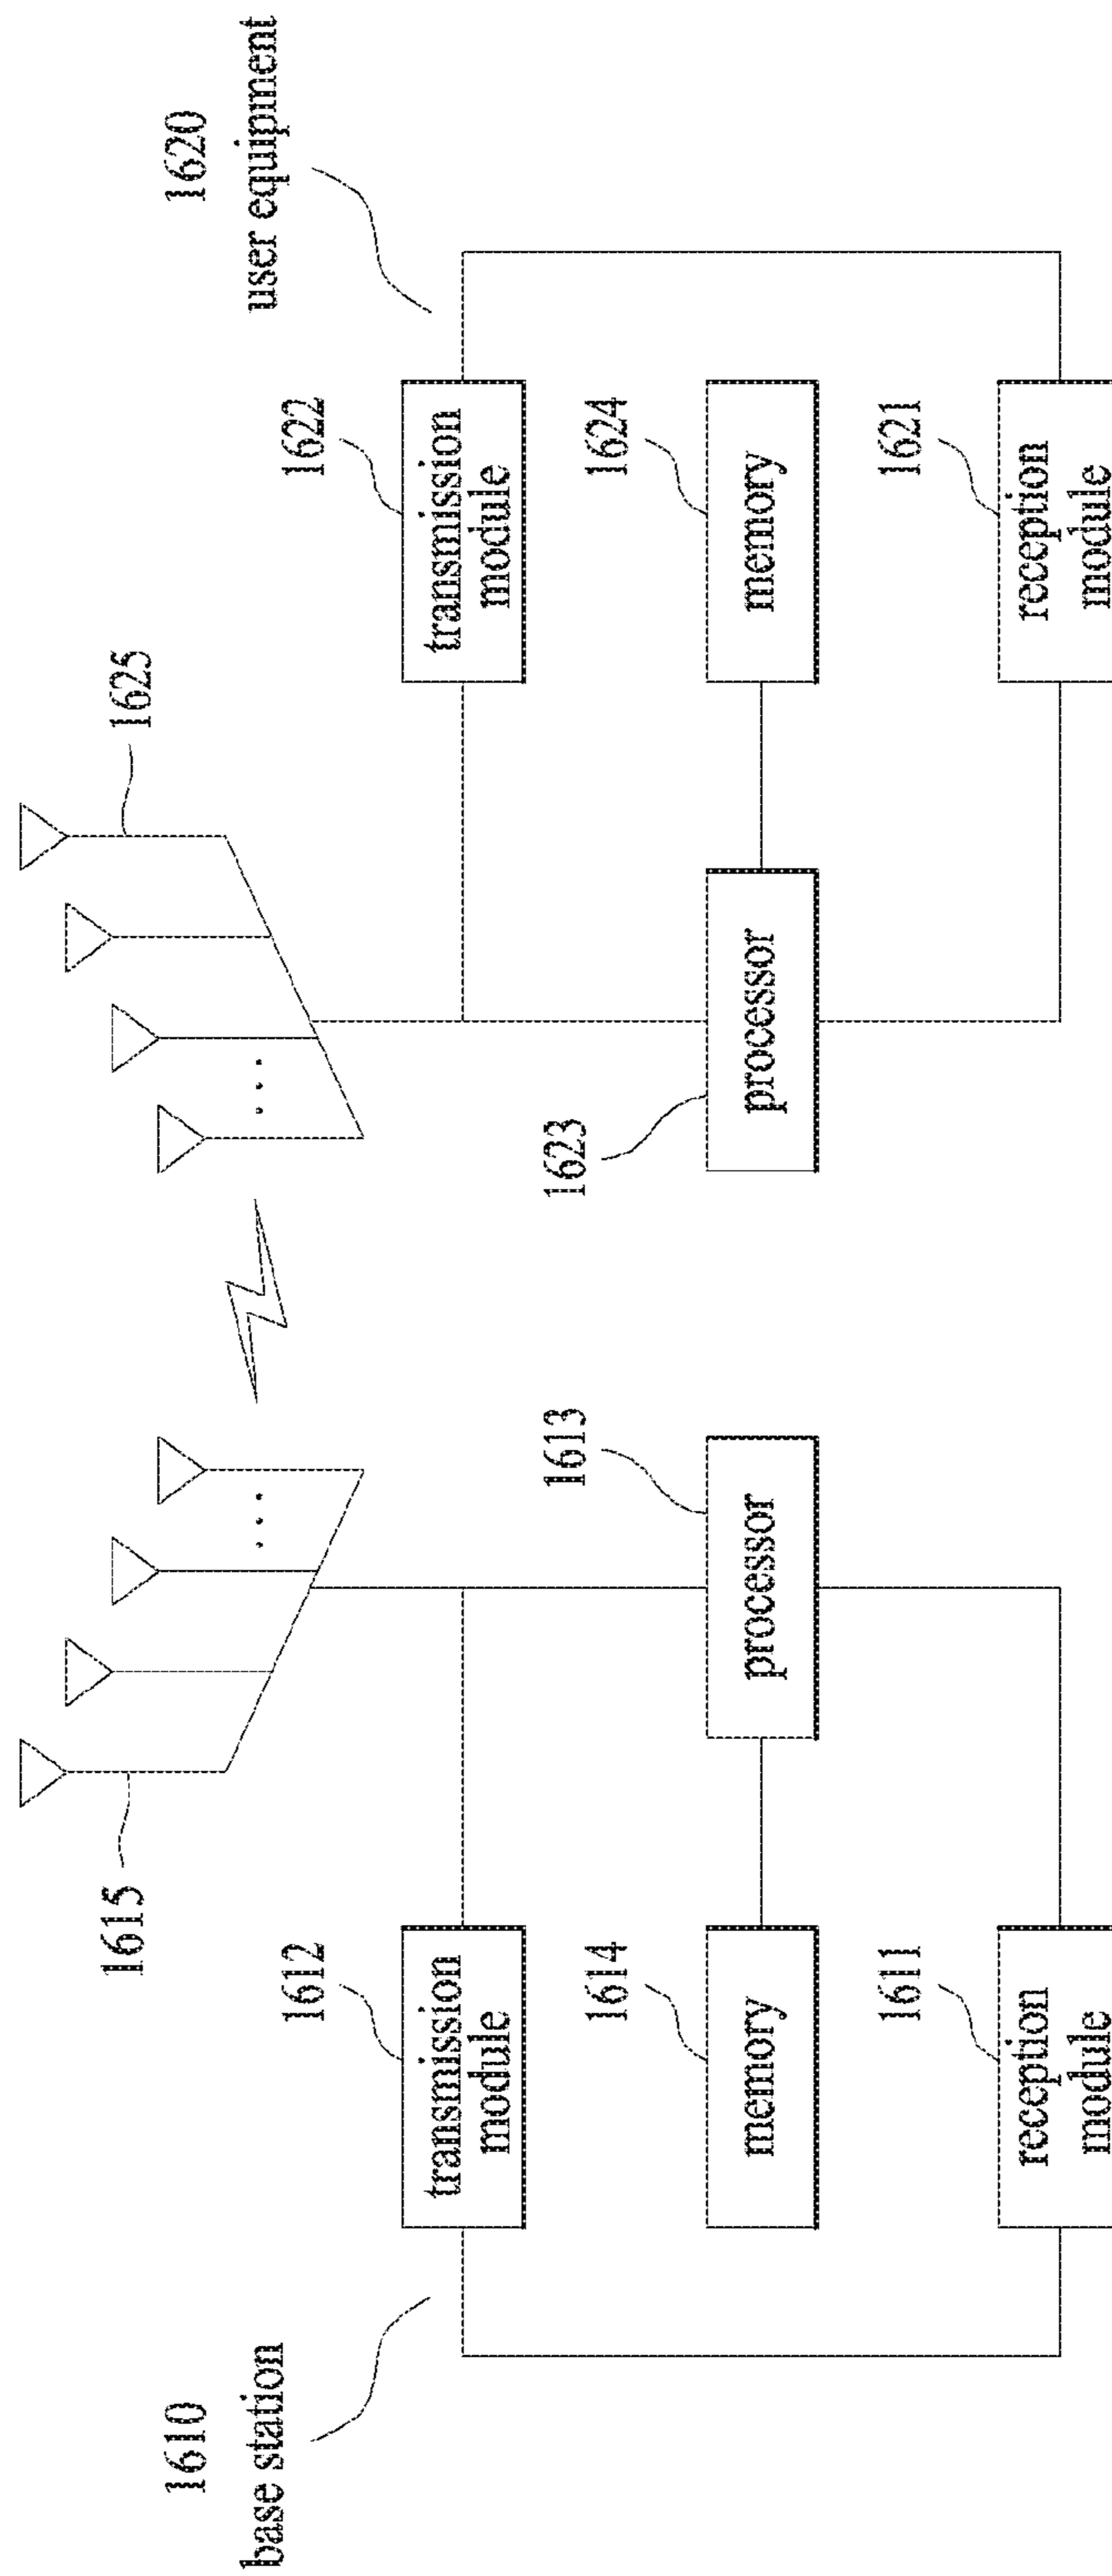 1610
base station
1615
1620
user equipment
1625
1612
transmission
module
1622
transmission
module
1614
memory
1613
processor
1623
processor
1624
memory
1611
reception
module
1621
reception
module